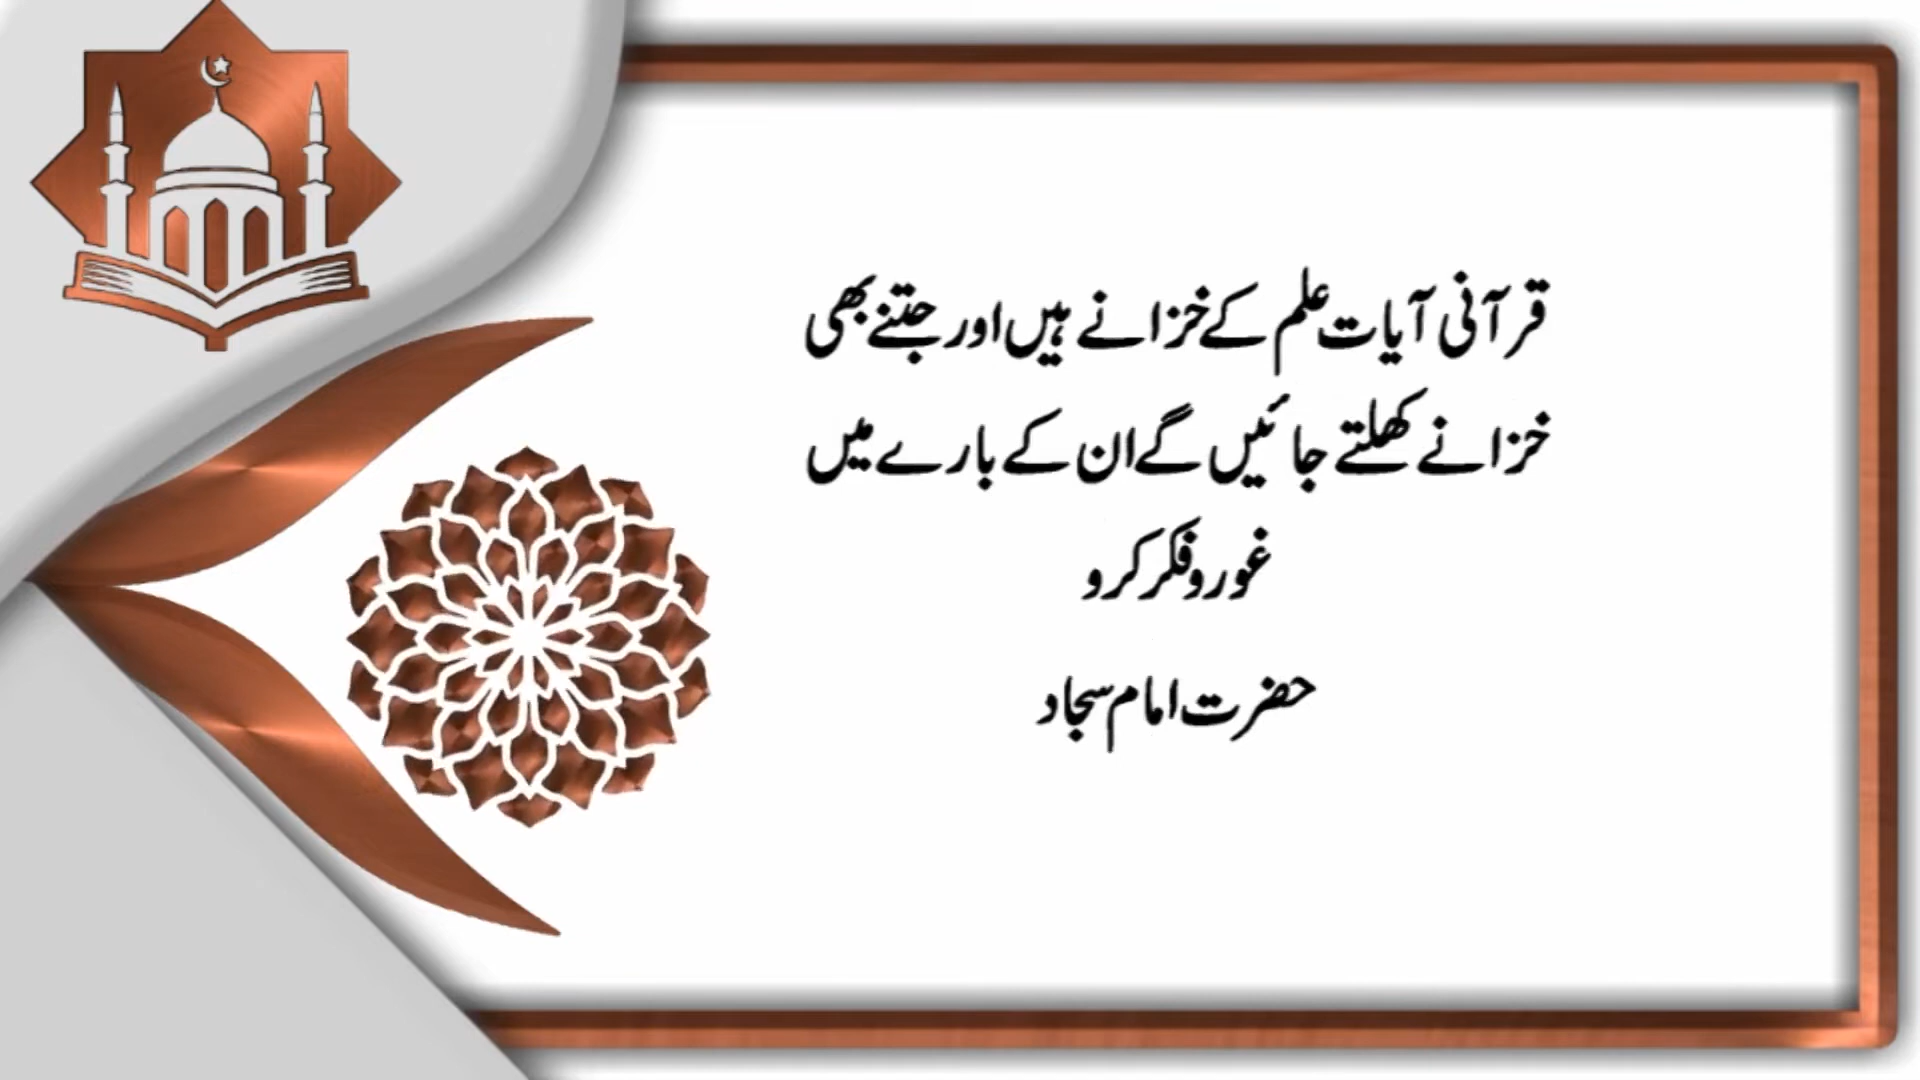 قرآنی آیات علم کے خزانے ہیں اور جتنے بھی
خزانے کھلتے جائیں گے ان کے بارے میں
غور و فکر کرو
حضرت امام سجاد